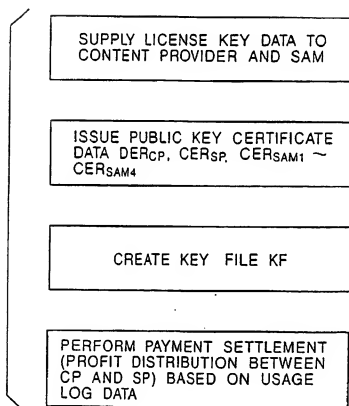 SUPPLY LICENSE KEY DATA TO
CONTENT PROVIDER AND SAM
ISSUE PUBLIC KEY CERTIFICATE
DATA DERCP, CERSP, CERSAM1 ~
CERSAM4
CREATE KEY FILE KF
PERFORM PAYMENT SETTLEMENT
(PROFIT DISTRIBUTION BETWEEN
CP AND SP) BASED ON USAGE
LOG DATA